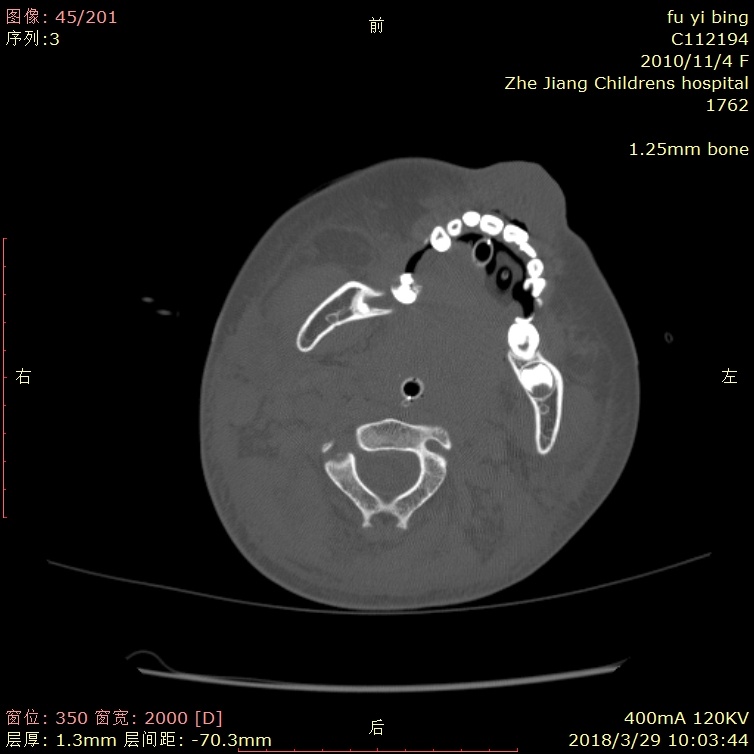 图像: 45/201
序列:3
前
fu yi bing
C112194
2010/11/4 F
Zhe Jiang Childrens hospital
1762
1.25mm bone
右
左
窗位: 350 窗宽: 2000 [D]
层厚: 1.3mm 层间距: -70.3mm
后
400mA 120KV
2018/3/29 10:03:44